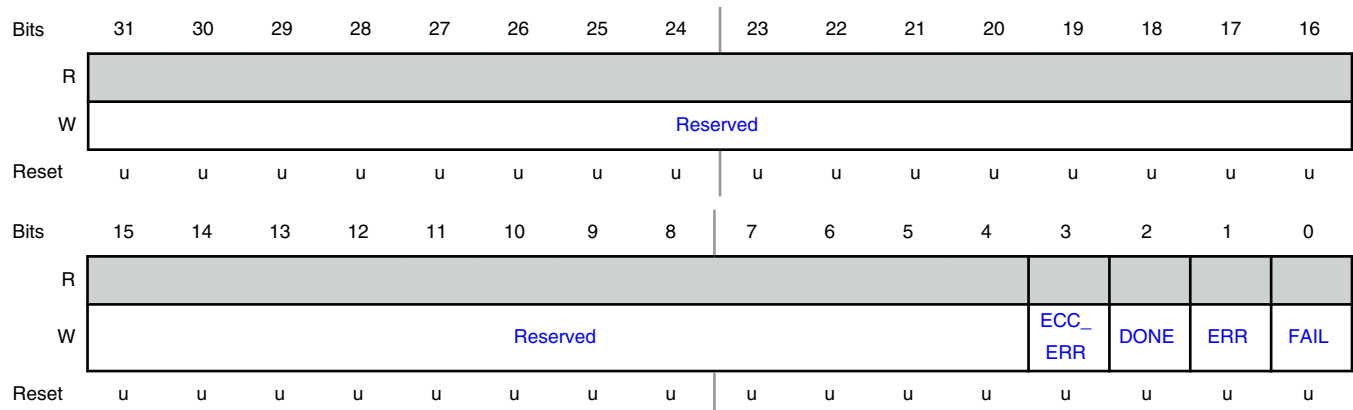 Bits 31 30 29 28 27 26 25 24 23 22 21 20 19 18 17 16
R
W Reserved
Reset u u u u u u u u u u u u u u u u
Bits 15 14 13 12 11 10 9 8 7 6 5 4 3 2 1 0
R
W Reserved ECC_ ERR DONE ERR FAIL
Reset u u u u u u u u u u u u u u u u